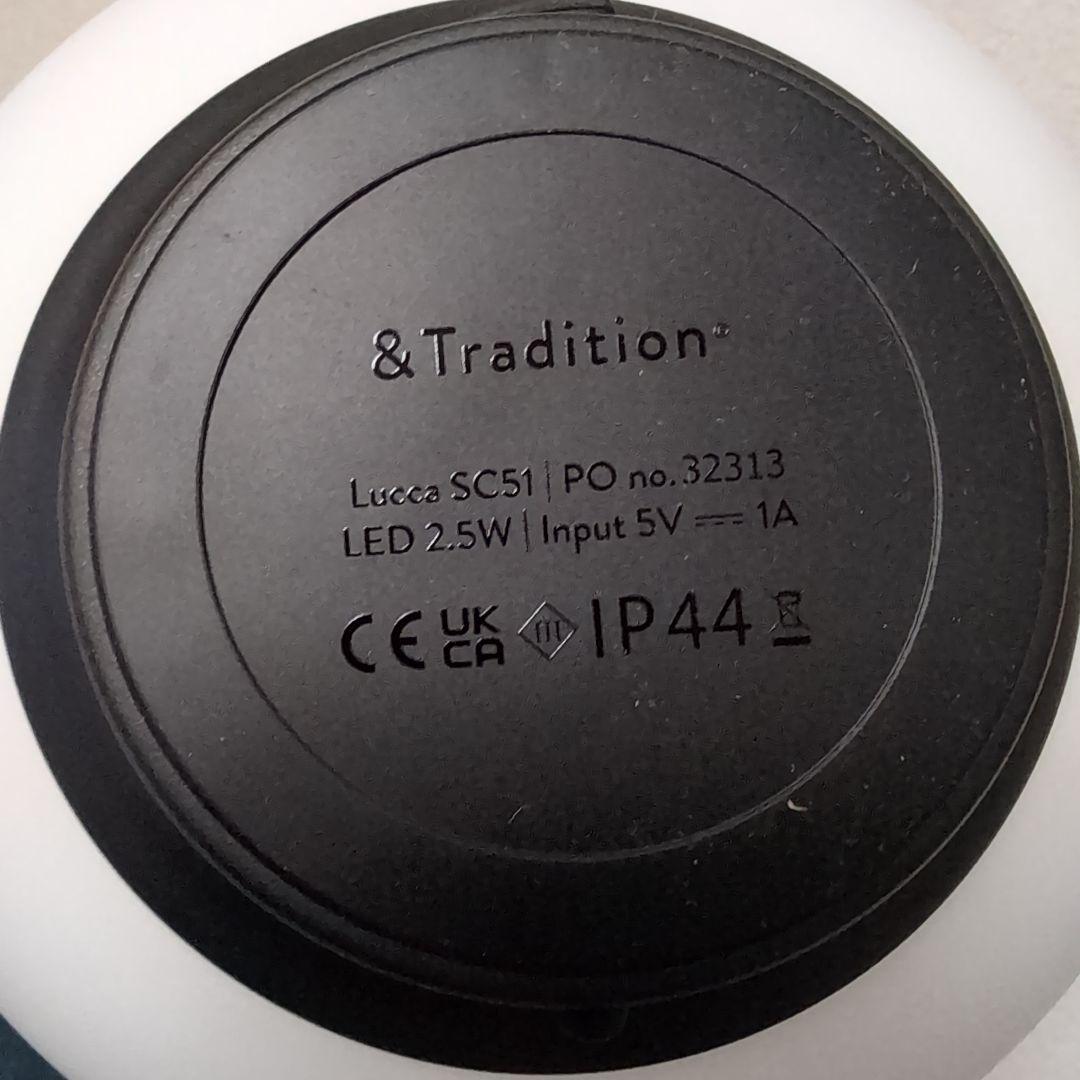 &Tradition®
Lucca SC51 | PO no. 32313
LED 2.5W | Input 5V ⎓ 1A
CE UK CA IP44